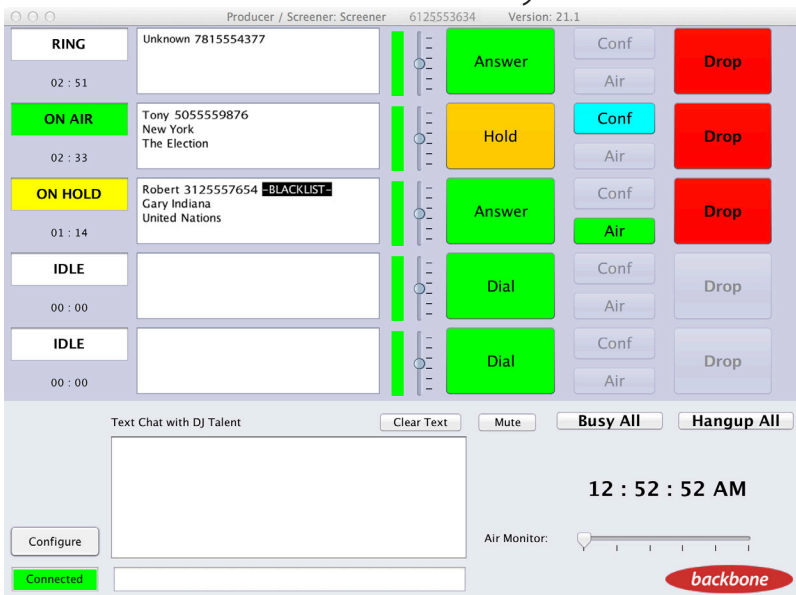 Producer / Screener: Screener 6125553634 Version: 21.1
RING
02 : 51
Unknown 7815554377
Answer
Conf
Air
Drop
ON AIR
02 : 33
Tony 5055559876
New York
The Election
Hold
Conf
Air
Drop
ON HOLD
01 : 14
Robert 3125557654 -BLACKLIST-
Gary Indiana
United Nations
Answer
Conf
Air
Drop
IDLE
00 : 00
Dial
Conf
Air
Drop
IDLE
00 : 00
Dial
Conf
Air
Drop
Text Chat with DJ Talent
Clear Text
Mute
Busy All
Hangup All
12 : 52 : 52 AM
Configure
Air Monitor:
Connected
backbone